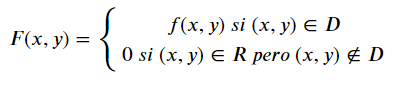 F(x, y) = { f(x, y) si (x, y) ∈ D
0 si (x, y) ∈ R pero (x, y) ∉ D